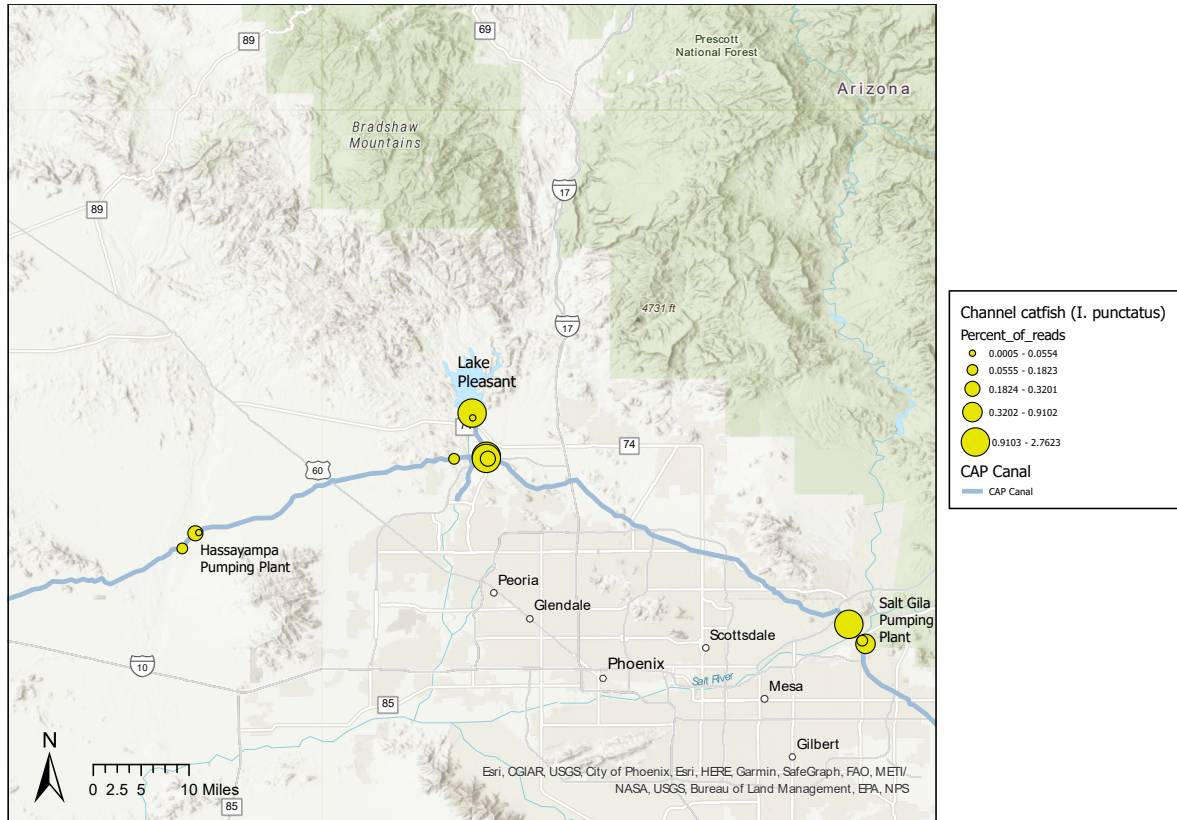 69
89
Prescott
National Forest
Arizona
Bradshaw
Mountains
17
89
4731 ft
17
Lake
Pleasant
7
74
60
Hassayampa
Pumping Plant
Peoria
Glendale
Salt Gila
Pumping
Plant
Scottsdale
10
Phoenix
Salt River
Mesa
85
Gilbert
N
0 2.5 5 10 Miles
85
Esri, CGIAR, USGS, City of Phoenix, Esri, HERE, Garmin, SafeGraph, FAO, METI/
NASA, USGS, Bureau of Land Management, EPA, NPS
Channel catfish (I. punctatus)
Percent_of_reads
0.0005 - 0.0554
0.0555 - 0.1823
0.1824 - 0.3201
0.3202 - 0.9102
0.9103 - 2.7623
CAP Canal
CAP Canal